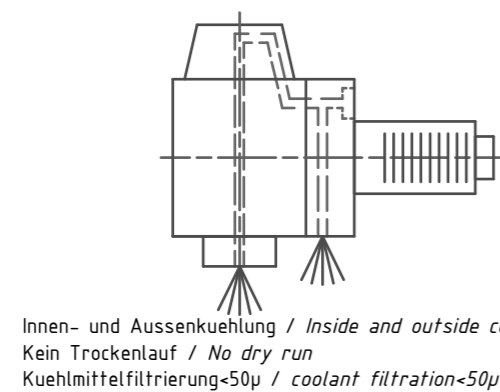 Innen- und Aussenkuehlung / Inside and outside
Kein Trockenlauf / No dry run
Kuehlmittelfiltrierung<50µ / coolant filtration<50µ